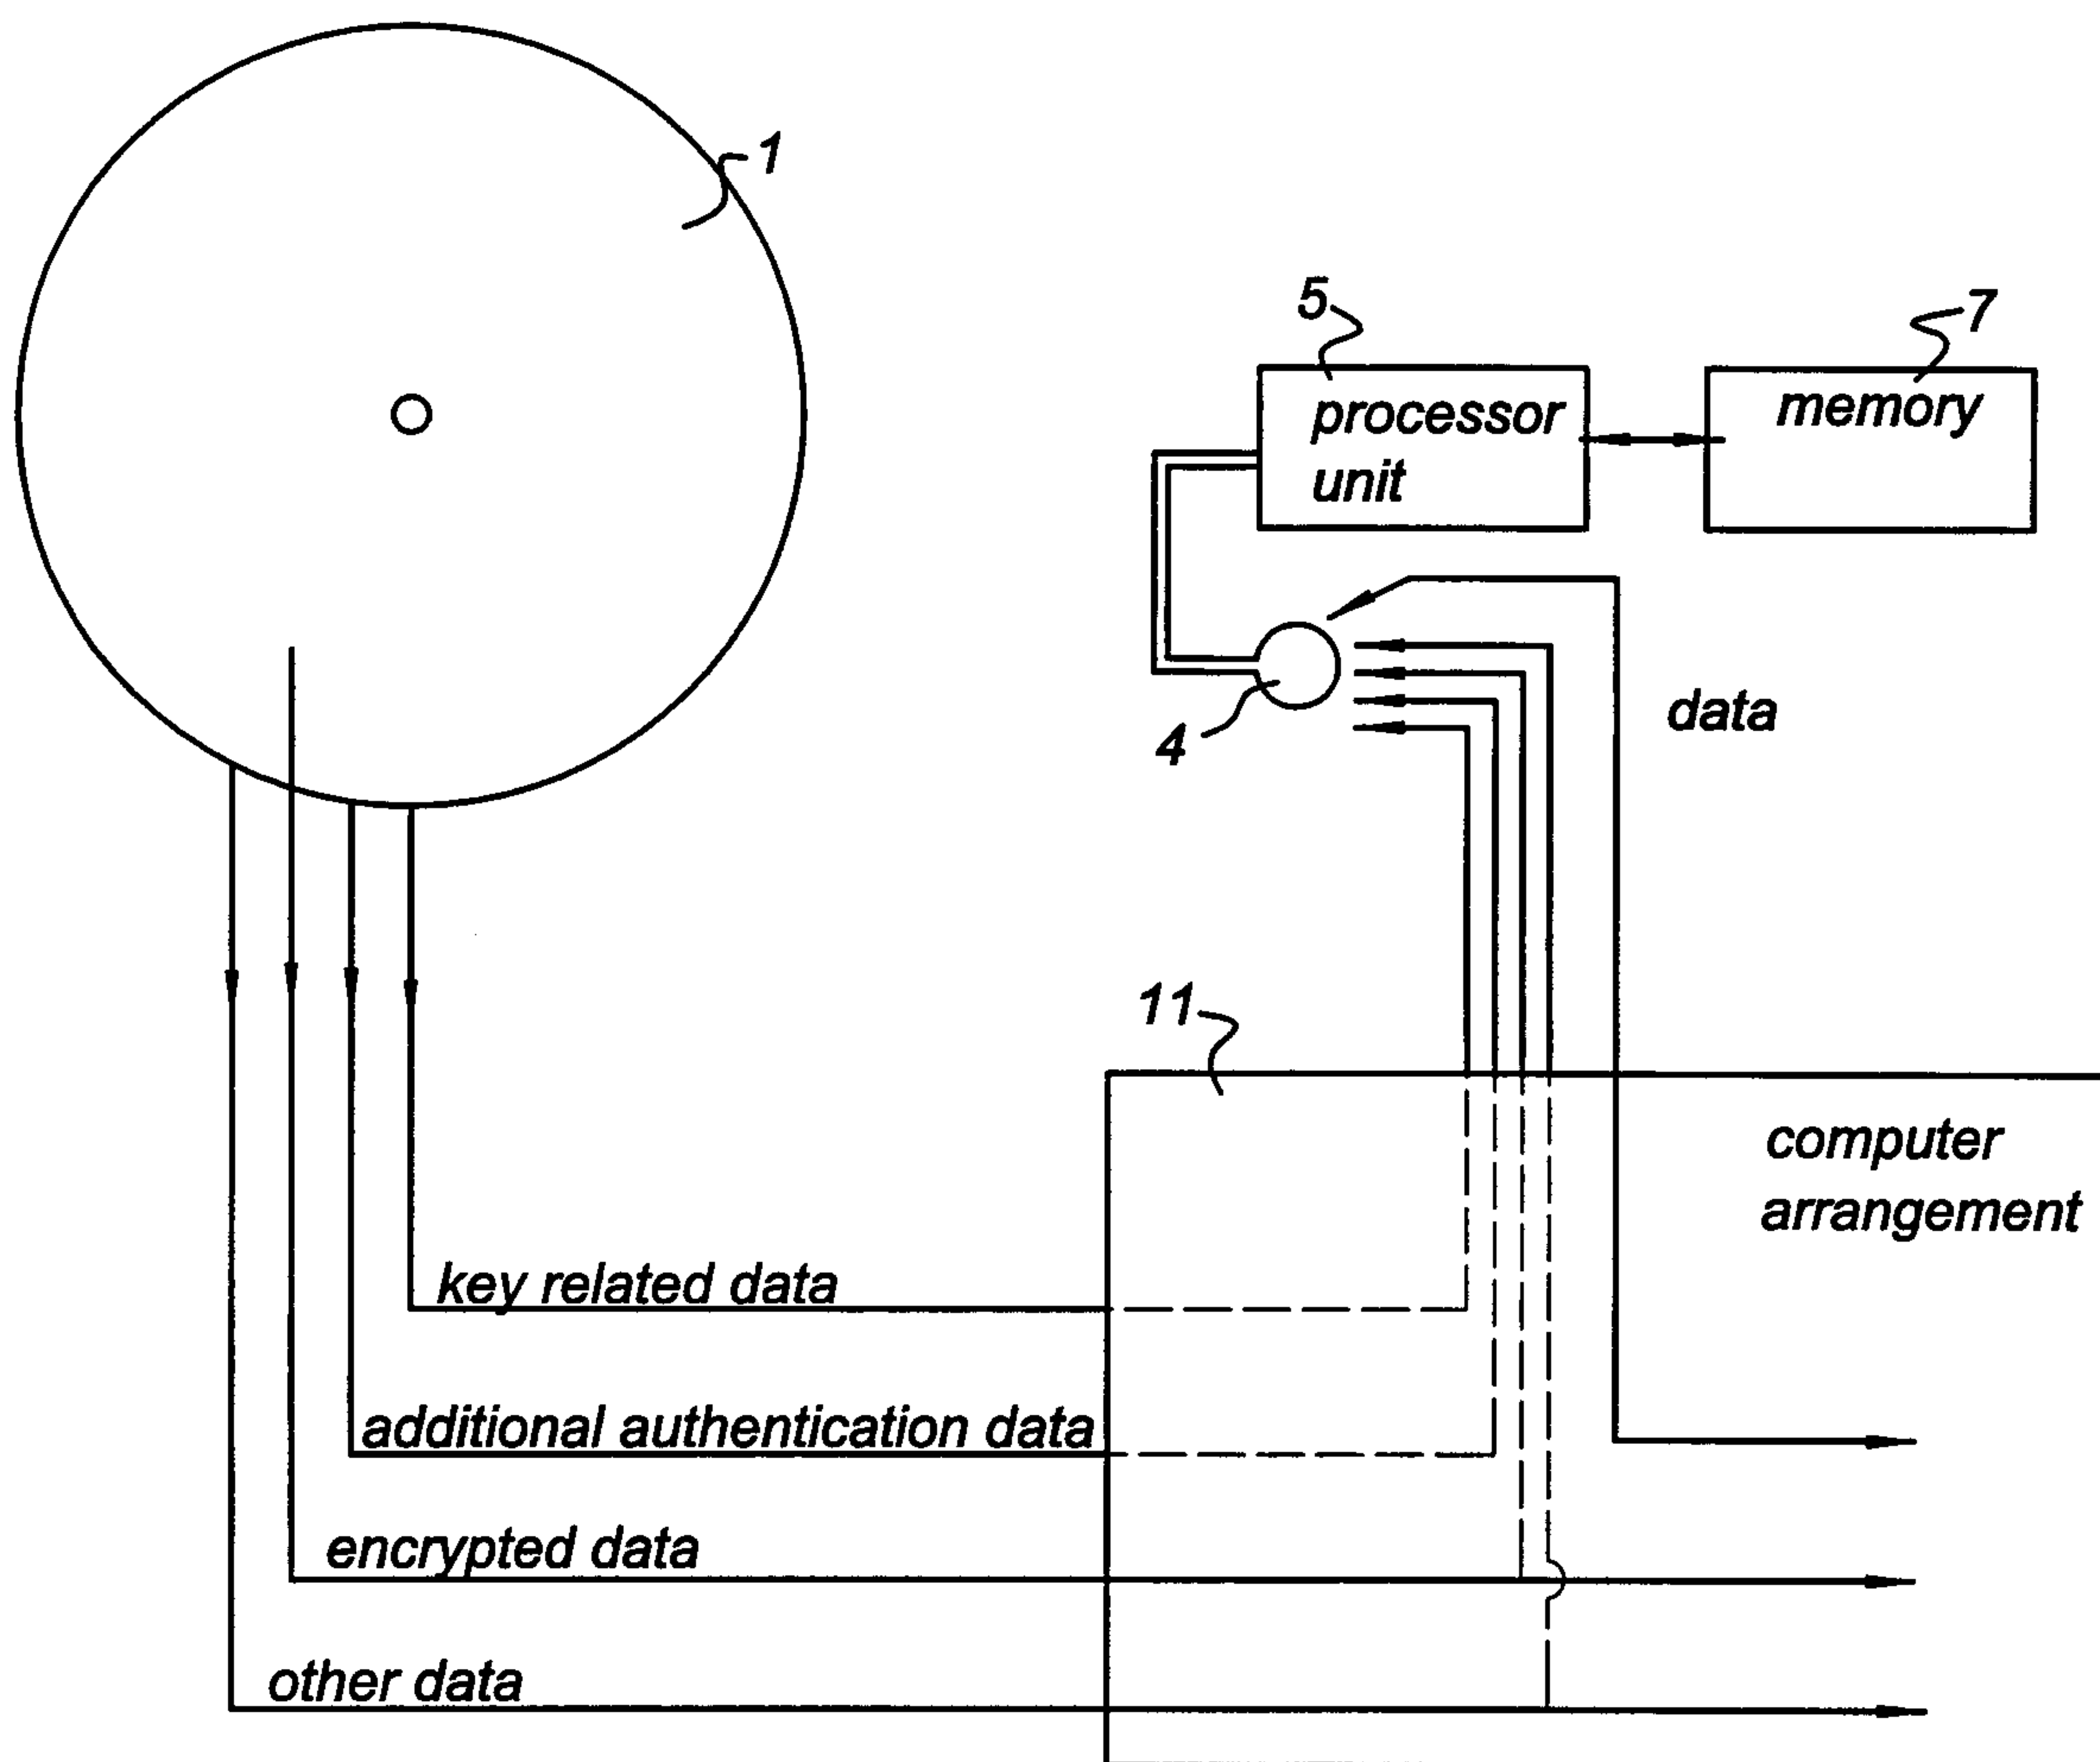 1
5
7
processor
unit
memory
4
data
11
computer
arrangement
key related data
additional authentication data
encrypted data
other data